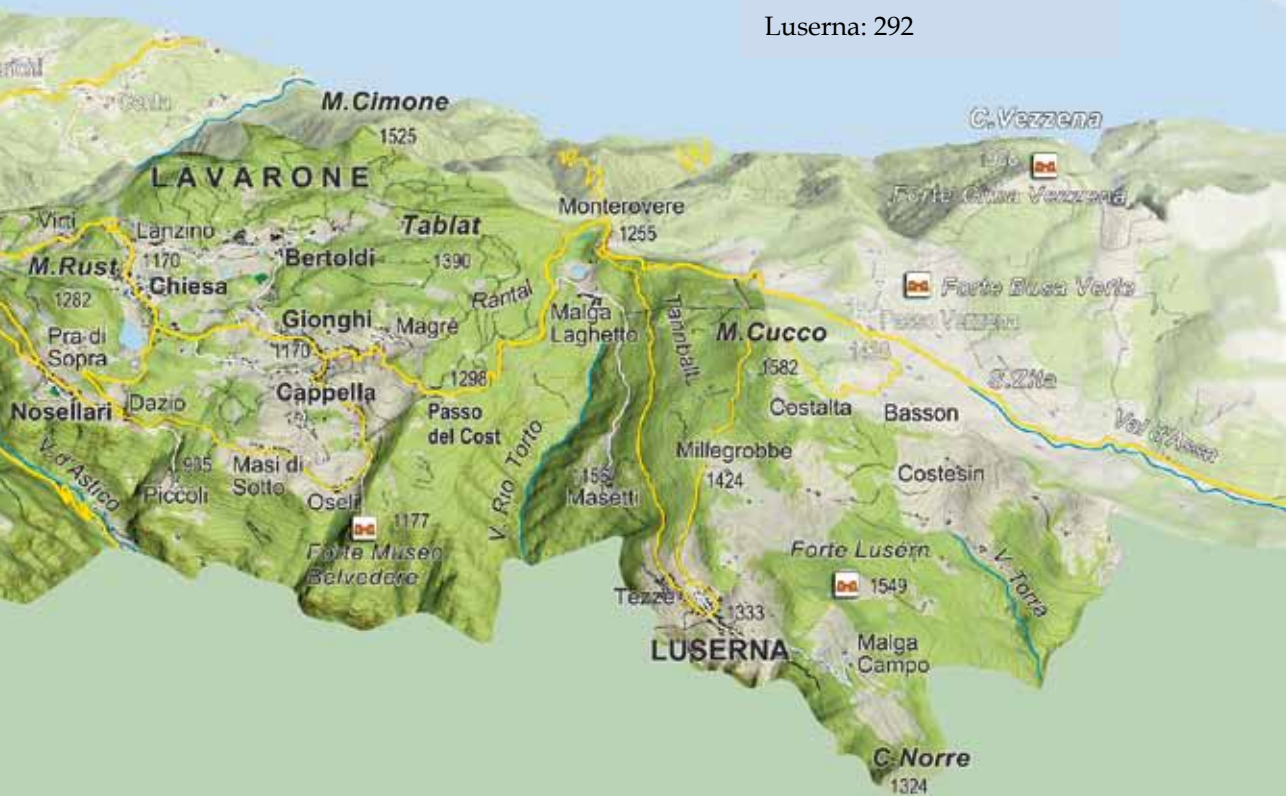 Luserna: 292
M.Cimone
1525
C.Vezzena
LAVARONE
Forte Cima Vezzena
Virti
Lanzino
1170
Tablat
Monterovere
1255
M.Rust
1282
Chiesa
Bertoldi
1390
Rantal
Malga
Laghetto
Forte Busa Verle
Passo Vezzena
Pra di
Sopra
Gionghi
1170
Magrè
M.Cucco
1582
Cappella
1298
S.Zita
Nosellari
Dazio
Passo
del Cost
Costalta
Basson
Val d'Assa
V.d'Astico
Piccoli
Masi di
Sotto
Oseli
V. Rio Torto
Masetti
Millegrobbe
1424
Costesin
1177
Forte Museo
Belvedere
Forte Lusérn
1549
V. Torra
Tezze
1333
LUSERNA
Malga
Campo
C.Norre
1324